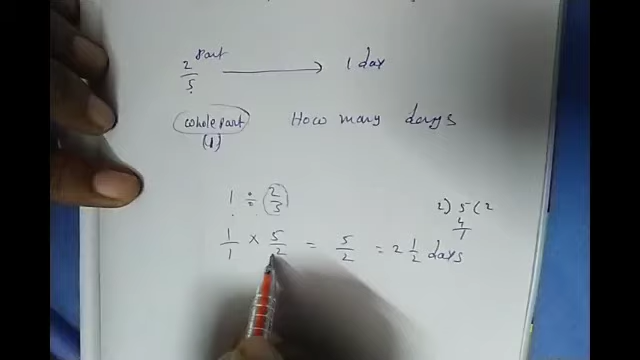 2/5 part → 1 day
whole part How many days
(1)
1 ÷ 2/5
1/1 × 5/2 = 5/2 = 2 1/2 days
2) 5 (2
4
1